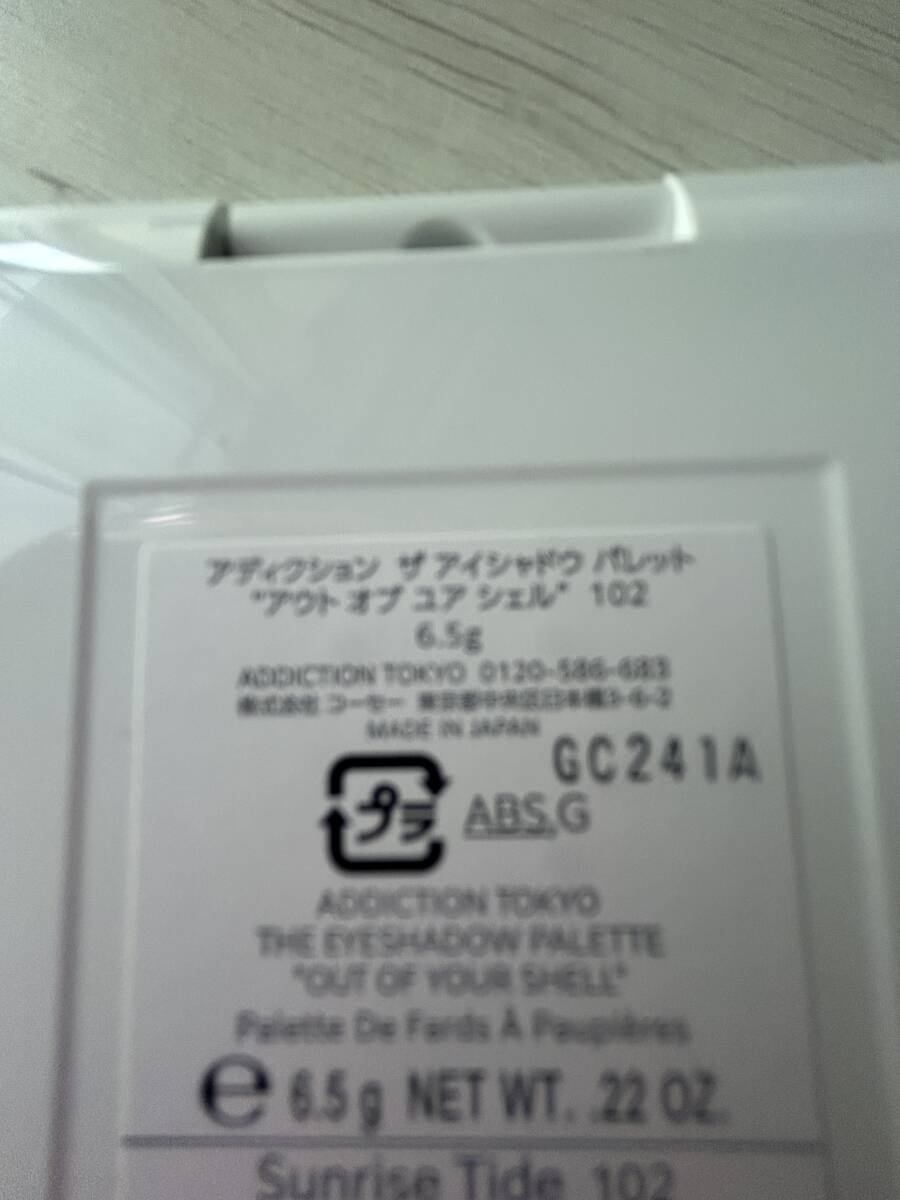 アディクション ザ アイシャドウ パレット
"アウト オブ ユア シェル" 102
6.5g
ADDICTION TOKYO 0120-586-683
株式会社 コーセー 東京都中央区日本橋3-6-2
MADE IN JAPAN
GC241A
プラ
ABS,G
ADDICTION TOKYO
THE EYESHADOW PALETTE
"OUT OF YOUR SHELL"
Palette De Fards À Paupières
e 6.5 g NET WT. .22 OZ.
Sunrise Tide 102